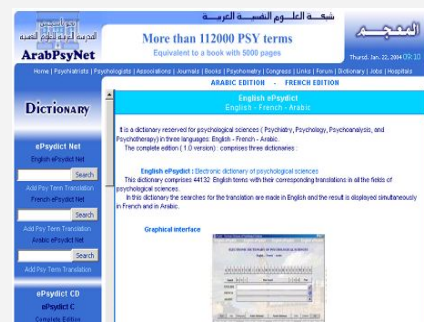 شبكة العلوم النفسية العربية
المعجم
ArabPsyNet
More than 112000 PSY terms
Equivalent to a book with 5000 pages
Thursd. Jan. 22, 2004 09:10
Home | Psychiatrists | Psychologists | Associations | Journals | Books | Psychometry | Congress | Links | Forum | Dictionary | Jobs | Hospitals
ARABIC EDITION - FRENCH EDITION
DICTIONARY
ePsydict Net
English ePsydict Net
Search
Add Psy Term Translation
French ePsydict Net
Search
Add Psy Term Translation
Arabic ePsydict Net
Search
Add Psy Term Translation
ePsydict CD
ePsydict C
Complete Edition
English ePsydict
English - French - Arabic
It is a dictionary reserved for psychological sciences ( Psychiatry, Psychology, Psychoanalysis, and
Psychotherapy) in three languages: English - French - Arabic.
The complete edition ( 1.0 version): comprises three dictionaries :
English ePsydict : Electronic dictionary of psychological sciences
This dictionary comprises 44132 English terms with their corresponding translations in all the fields of
psychological sciences.
In this dictionary the searches for the translation are made in English and the result is displayed simultaneously
in French and in Arabic.
Graphical interface